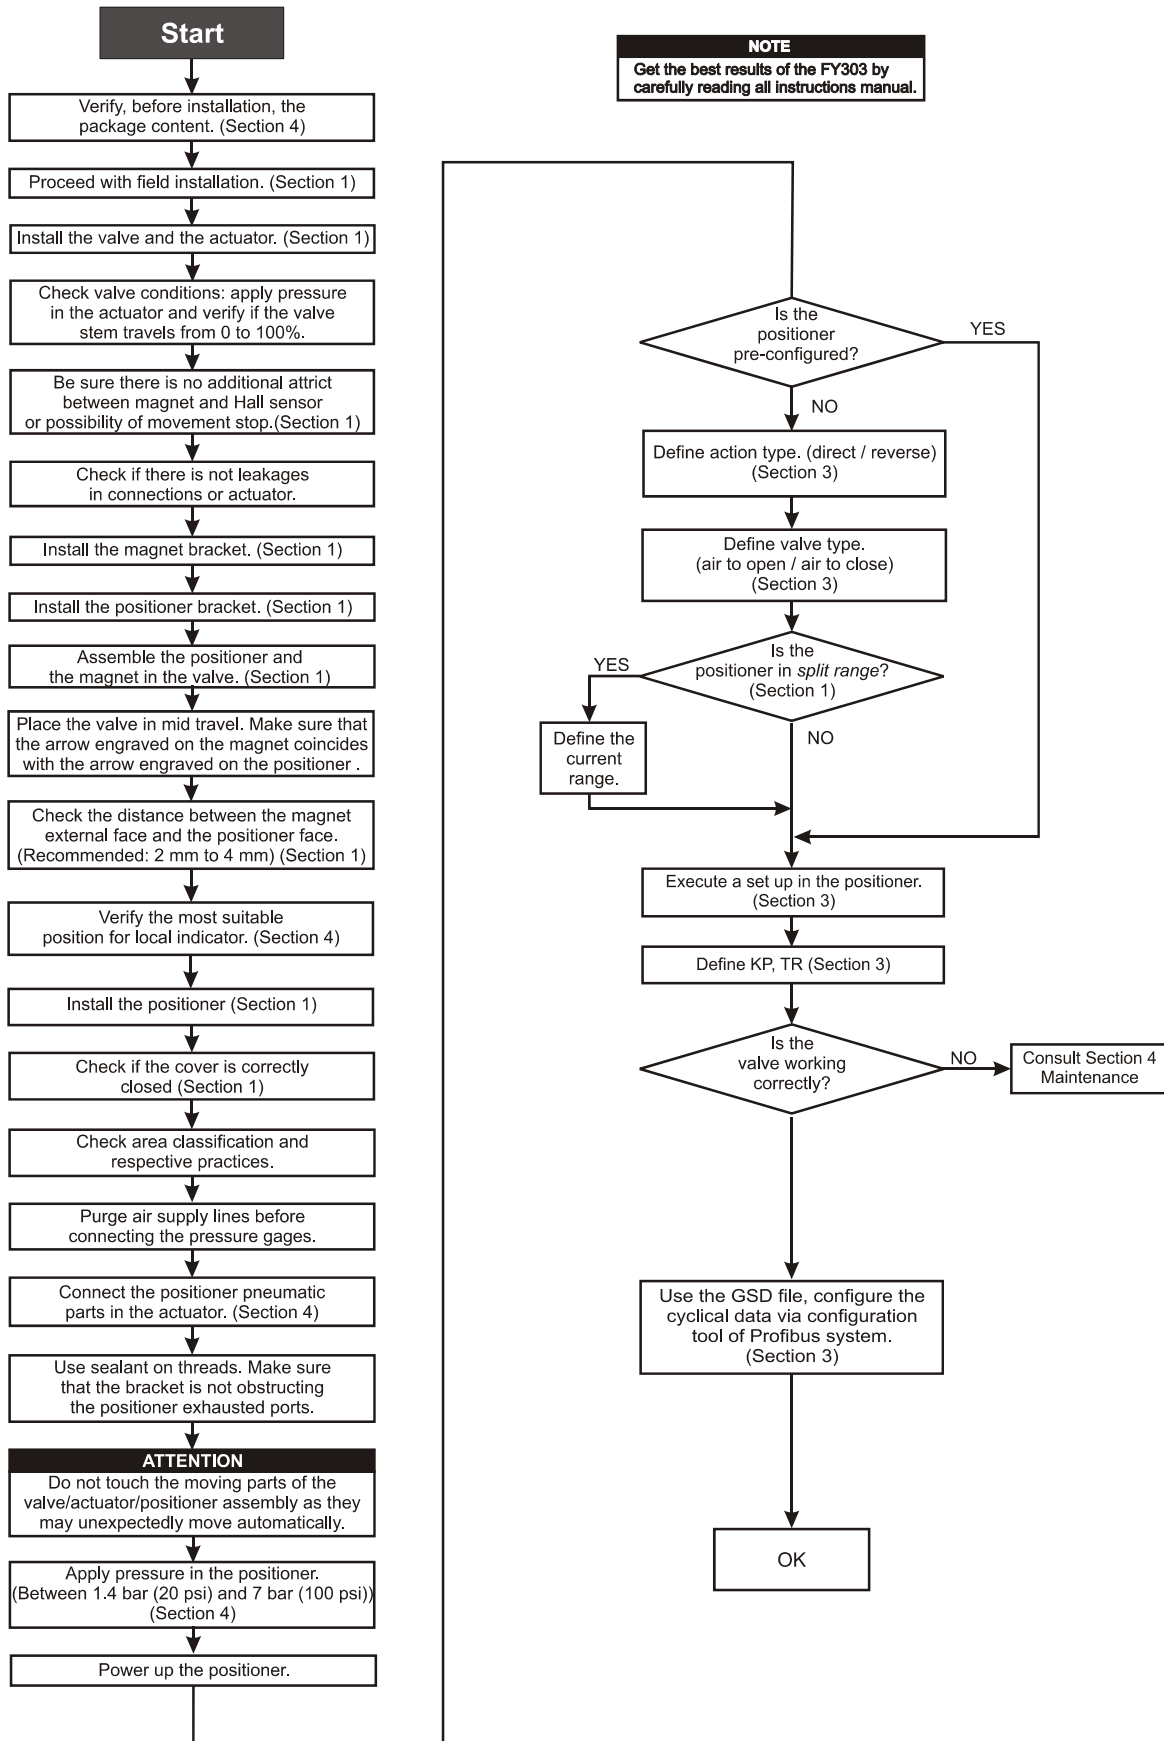 Start
Verify, before installation, the
package content. (Section 4)
Proceed with field installation. (Section 1)
Install the valve and the actuator. (Section 1)
Check valve conditions: apply pressure
in the actuator and verify if the valve
stem travels from 0 to 100%.
Be sure there is no additional attrict
between magnet and Hall sensor
or possibility of movement stop.(Section 1)
Check if there is not leakages
in connections or actuator.
Install the magnet bracket. (Section 1)
Install the positioner bracket. (Section 1)
Assemble the positioner and
the magnet in the valve. (Section 1)
Place the valve in mid travel. Make sure that
the arrow engraved on the magnet coincides
with the arrow engraved on the positioner .
Check the distance between the magnet
external face and the positioner face.
(Recommended: 2 mm to 4 mm) (Section 1)
Verify the most suitable
position for local indicator. (Section 4)
Install the positioner (Section 1)
Check if the cover is correctly
closed (Section 1)
Check area classification and
respective practices.
Purge air supply lines before
connecting the pressure gages.
Connect the positioner pneumatic
parts in the actuator. (Section 4)
Use sealant on threads. Make sure
that the bracket is not obstructing
the positioner exhausted ports.
ATTENTION
Do not touch the moving parts of the
valve/actuator/positioner assembly as they
may unexpectedly move automatically.
Apply pressure in the positioner.
(Between 1.4 bar (20 psi) and 7 bar (100 psi))
(Section 4)
Power up the positioner.
NOTE
Get the best results of the FY303 by
carefully reading all instructions manual.
Is the
positioner
pre-configured?
YES
NO
Define action type. (direct / reverse)
(Section 3)
Define valve type.
(air to open / air to close)
(Section 3)
Is the
positioner in split range?
(Section 1)
YES
NO
Define the
current
range.
Execute a set up in the positioner.
(Section 3)
Define KP, TR (Section 3)
Is the
valve working
correctly?
NO
Consult Section 4
Maintenance
Use the GSD file, configure the
cyclical data via configuration
tool of Profibus system.
(Section 3)
OK